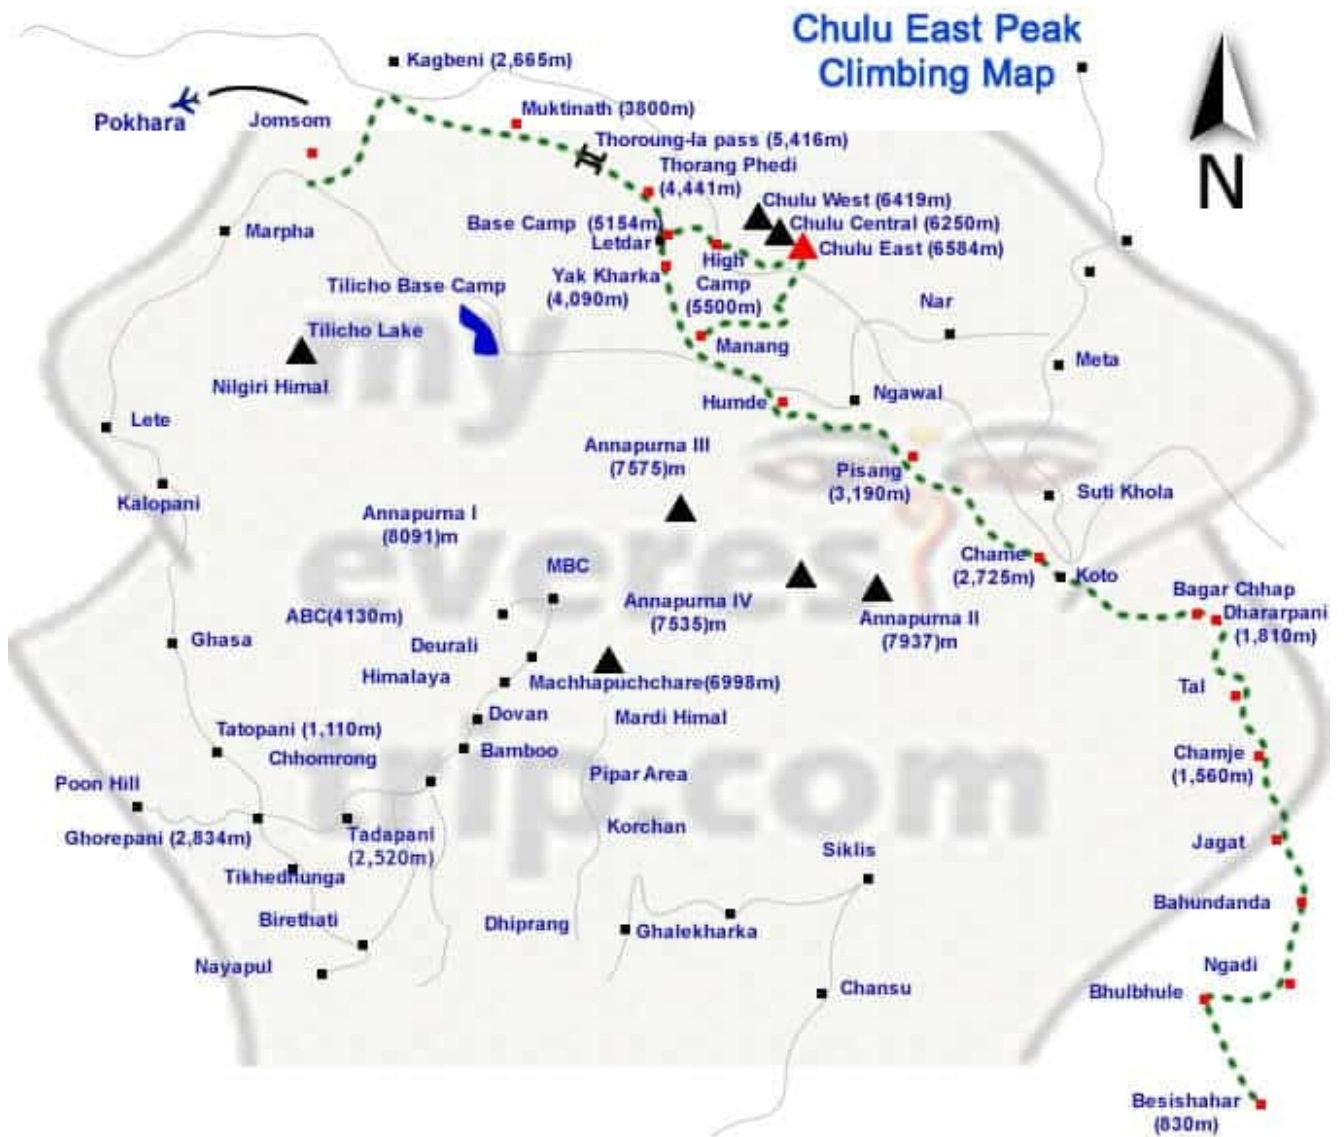 Chulu East Peak
Climbing Map
Kagbeni (2,665m)
Pokhara
Jomsom
Muktinath (3800m)
N
Thoroung-la pass (5,416m)
Thorang Phedi
(4,441m)
Chulu West (6419m)
Base Camp (5154m)
Chulu Central (6250m)
Marpha
Letdar
Chulu East (6584m)
High
Camp
(5500m)
Yak Kharka
(4,090m)
Tilicho Base Camp
Nar
Tilicho Lake
my
Manang
Meta
Nilgiri Himal
Humde
Ngawal
Lete
Annapurna III
(7575)m
Pisang
(3,190m)
Kalopani
Suti Khola
Annapurna I
(8091)m
everes
Chame
(2,725m)
MBC
Koto
Bagar Chhap
ABC(4130m)
Annapurna IV
(7535)m
Annapurna II
(7937)m
Dhararpani
(1,810m)
Ghasa
Deurali
Himalaya
Machhapuchchare(6998m)
Tal
Dovan
Mardi Himal
Tatopani (1,110m)
Bamboo
Chhomrong
Chamje
(1,560m)
Poon Hill
Pipar Area
trip.com
Ghorepani (2,834m)
Tadapani
(2,520m)
Korchan
Jagat
Siklis
Tikhedhunga
Bahundanda
Birethati
Dhiprang
Ghalekharka
Nayapul
Ngadi
Chansu
Bhulbhule
Besishahar
(830m)